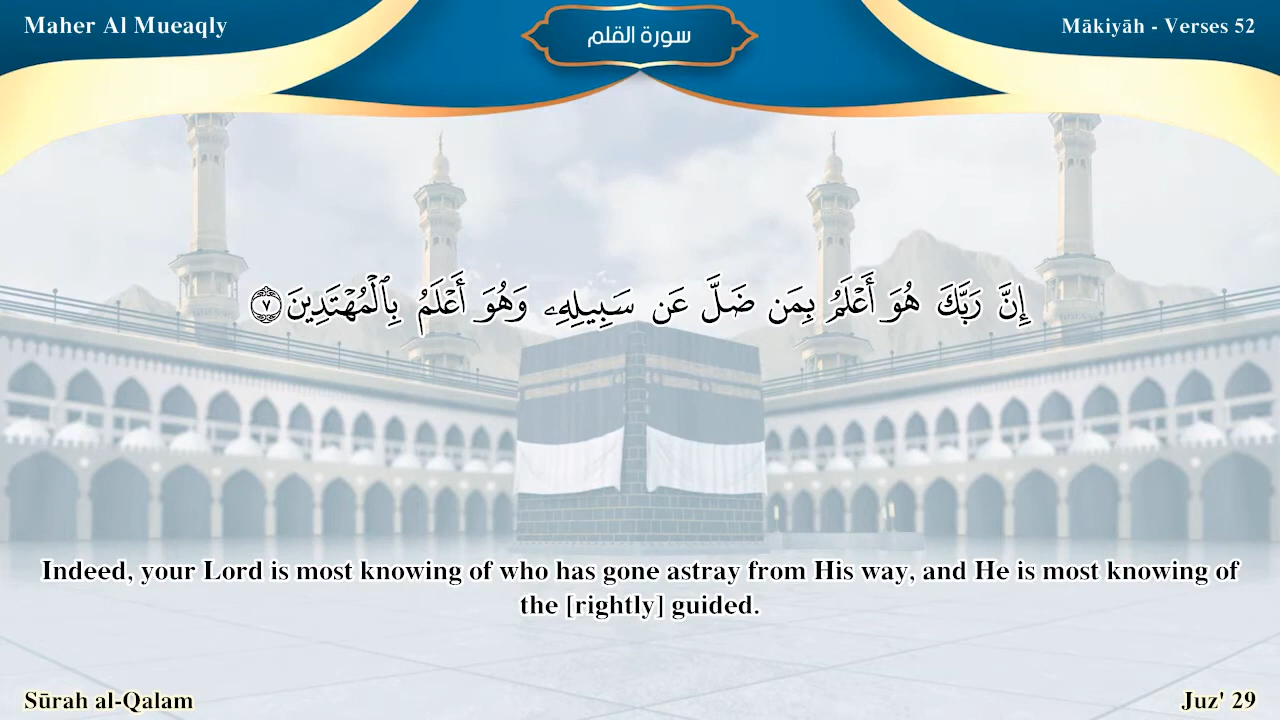 Maher Al Mueaqly
سورة القلم
Mākiyāh - Verses 52
إِنَّ رَبَّكَ هُوَ أَعْلَمُ بِمَن ضَلَّ عَن سَبِيلِهِۦ وَهُوَ أَعْلَمُ بِٱلْمُهْتَدِينَ ٧
Indeed, your Lord is most knowing of who has gone astray from His way, and He is most knowing of
the [rightly] guided.
Sūrah al-Qalam
Juz' 29